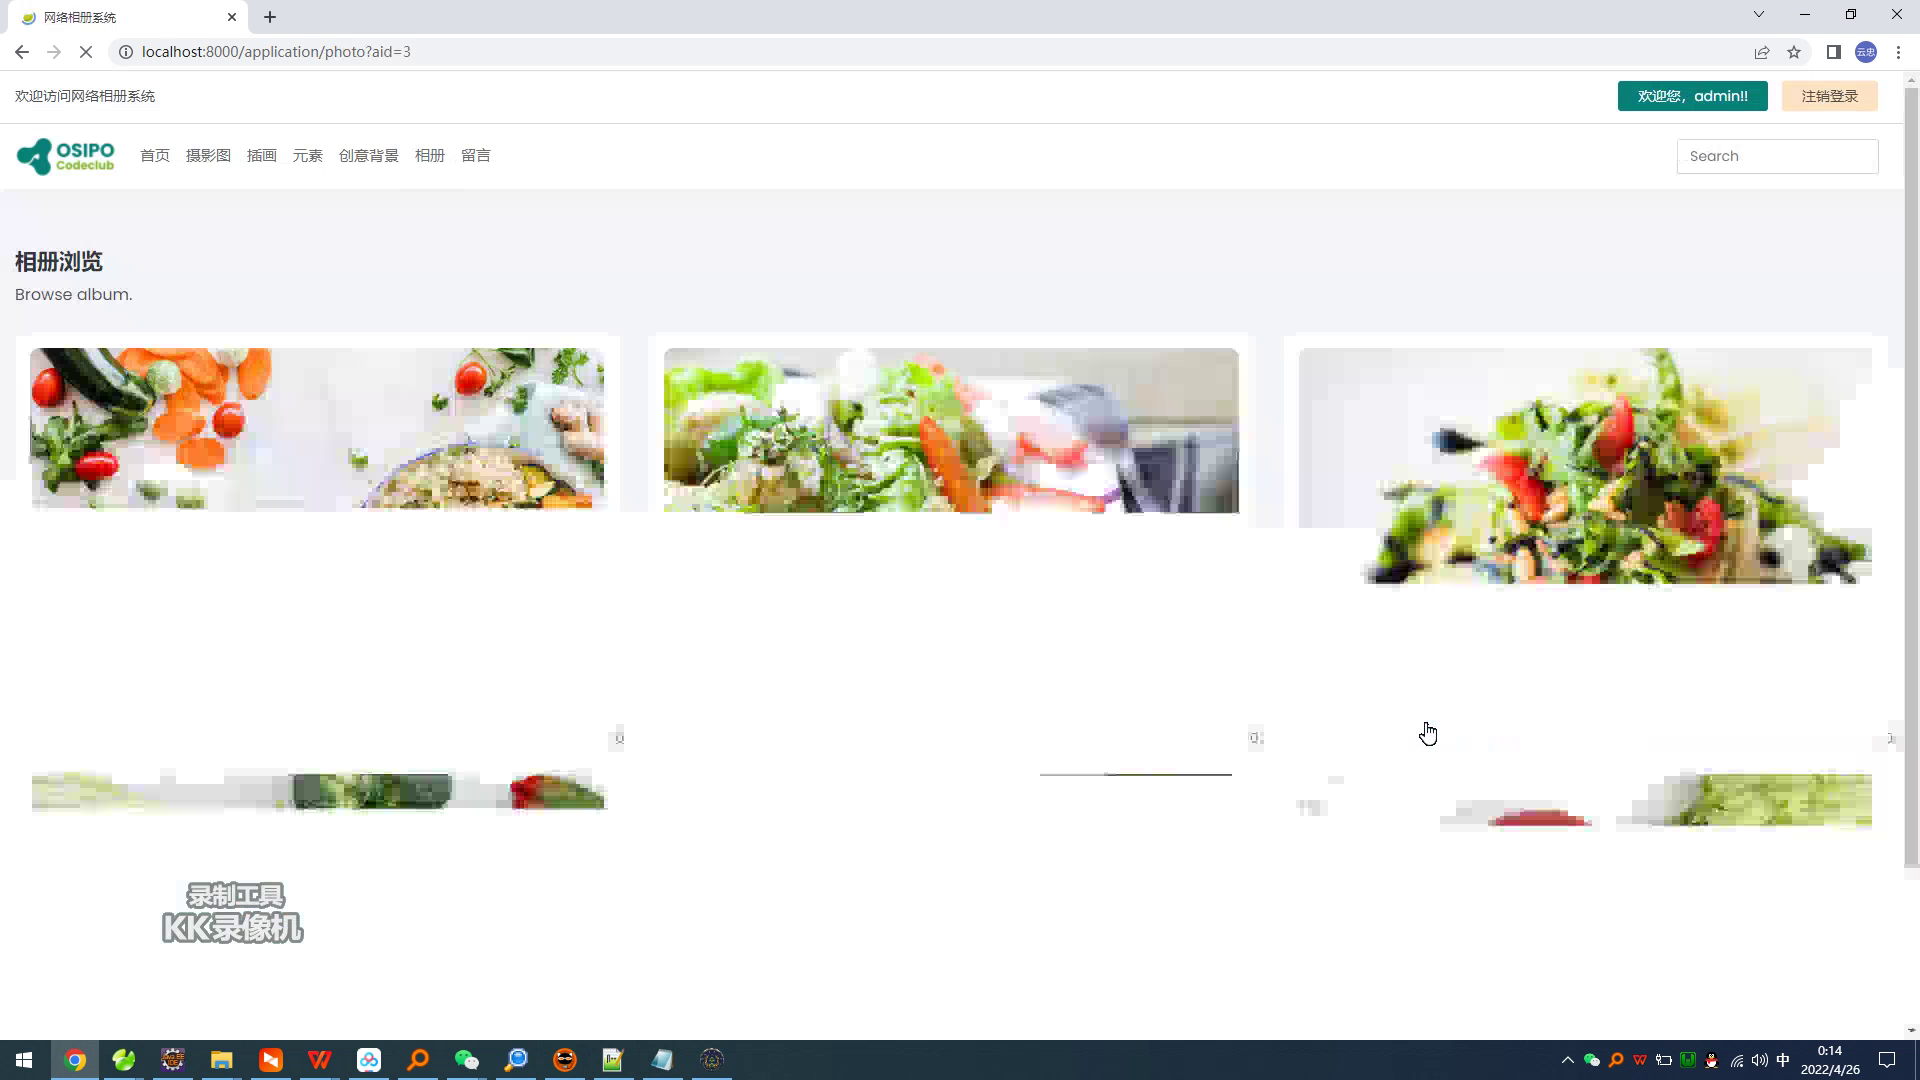 网络相册系统
localhost:8000/application/photo?aid=3
云忠
欢迎访问网络相册系统
欢迎您，admin!!
注销登录
OSIPO
Codeclub
首页 摄影图 插画 元素 创意背景 相册 留言
Search
相册浏览
Browse album.
录制工具
KK录像机
中
0:14
2022/4/26